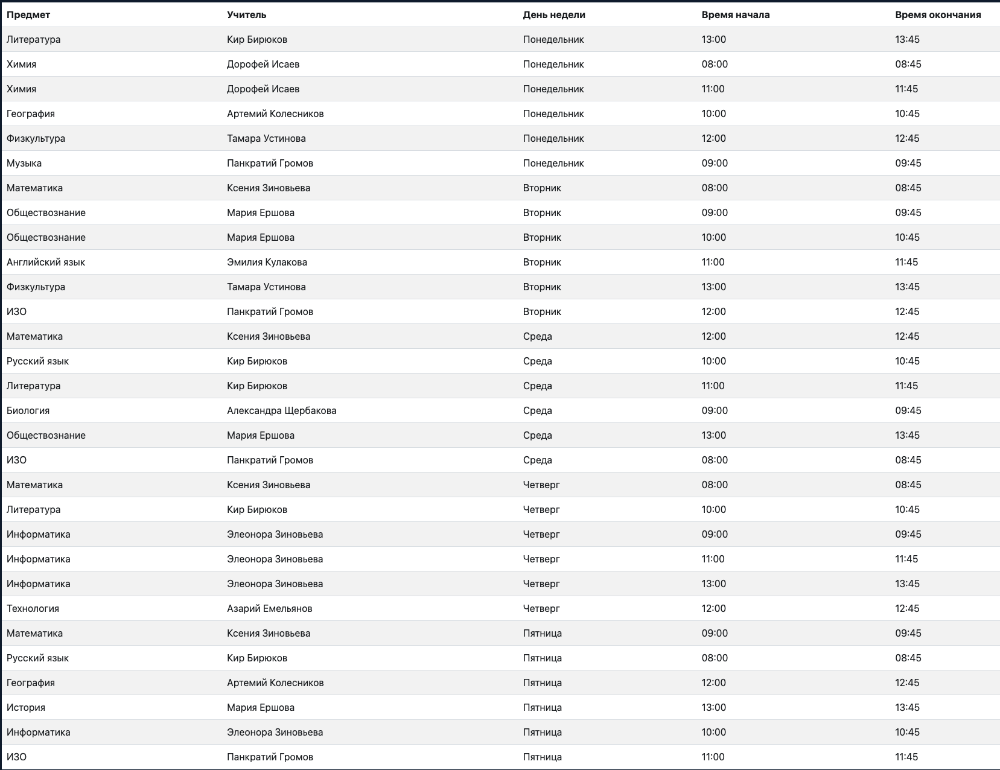 Предмет Учитель День недели Время начала Время окончания
Литература Кир Бирюков Понедельник 13:00 13:45
Химия Дорофей Исаев Понедельник 08:00 08:45
Химия Дорофей Исаев Понедельник 11:00 11:45
География Артемий Колесников Понедельник 10:00 10:45
Физкультура Тамара Устинова Понедельник 12:00 12:45
Музыка Панкратий Громов Понедельник 09:00 09:45
Математика Ксения Зиновьева Вторник 08:00 08:45
Обществознание Мария Ершова Вторник 09:00 09:45
Обществознание Мария Ершова Вторник 10:00 10:45
Английский язык Эмилия Кулакова Вторник 11:00 11:45
Физкультура Тамара Устинова Вторник 13:00 13:45
ИЗО Панкратий Громов Вторник 12:00 12:45
Математика Ксения Зиновьева Среда 12:00 12:45
Русский язык Кир Бирюков Среда 10:00 10:45
Литература Кир Бирюков Среда 11:00 11:45
Биология Александра Щербакова Среда 09:00 09:45
Обществознание Мария Ершова Среда 13:00 13:45
ИЗО Панкратий Громов Среда 08:00 08:45
Математика Ксения Зиновьева Четверг 08:00 08:45
Литература Кир Бирюков Четверг 10:00 10:45
Информатика Элеонора Зиновьева Четверг 09:00 09:45
Информатика Элеонора Зиновьева Четверг 11:00 11:45
Информатика Элеонора Зиновьева Четверг 13:00 13:45
Технология Азарий Емельянов Четверг 12:00 12:45
Математика Ксения Зиновьева Пятница 09:00 09:45
Русский язык Кир Бирюков Пятница 08:00 08:45
География Артемий Колесников Пятница 12:00 12:45
История Мария Ершова Пятница 13:00 13:45
Информатика Элеонора Зиновьева Пятница 10:00 10:45
ИЗО Панкратий Громов Пятница 11:00 11:45